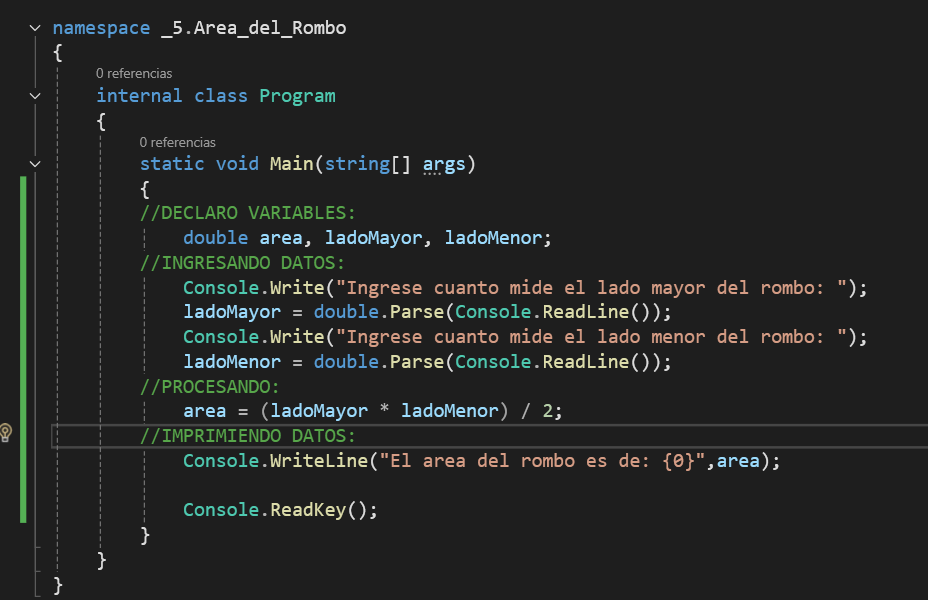 namespace _5.Area_del_Rombo
{
0 referencias
internal class Program
{
0 referencias
static void Main(string[] args)
{
//DECLARO VARIABLES:
double area, ladoMayor, ladoMenor;
//INGRESANDO DATOS:
Console.Write("Ingrese cuanto mide el lado mayor del rombo: ");
ladoMayor = double.Parse(Console.ReadLine());
Console.Write("Ingrese cuanto mide el lado menor del rombo: ");
ladoMenor = double.Parse(Console.ReadLine());
//PROCESANDO:
area = (ladoMayor * ladoMenor) / 2;
//IMPRIMIENDO DATOS:
Console.WriteLine("El area del rombo es de: {0}",area);
Console.ReadKey();
}
}
}